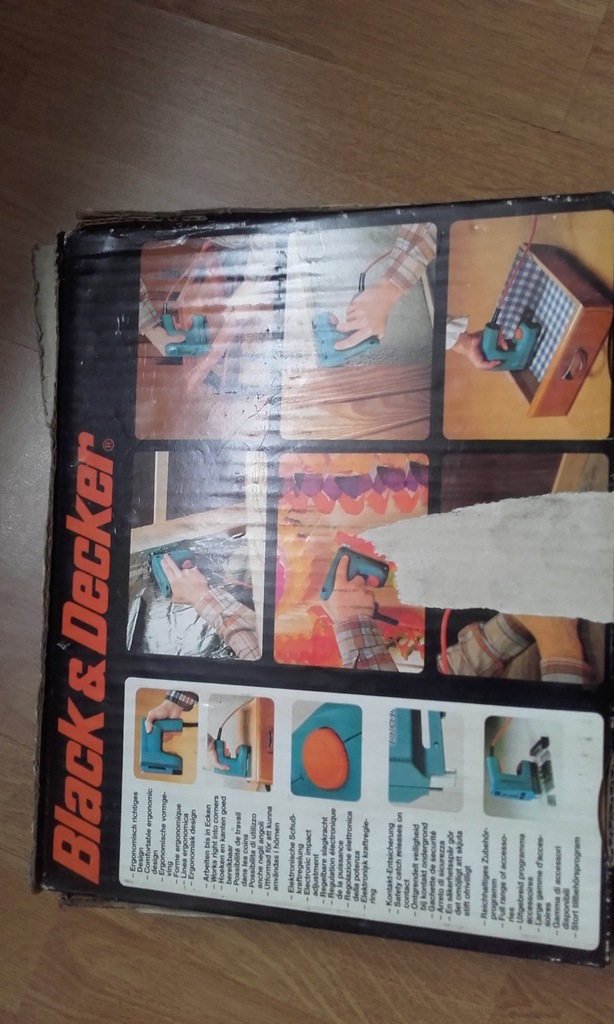 Black & Decker®
- Ergonomisch richtiges
Design
- Comfortable ergonomic
design
- Ergonomische vormge-
ving
- Forme ergonomique
- Linea ergonomica
- Ergonomisk design
- Arbeiten bis in Ecken
- Works right into corners
- Hoeken en kanten goed
bereikbaar
- Possibilité de travail
dans les coins
- Possibilità di utilizzo
anche negli angoli
- Utformad för att kunna
användas i hörnen
- Elektronische Schuß-
kraftregelung
- Electronic impact
adjustment
- Regelbare slagkracht
- Régulation électronique
de la puissance
- Regolazione elettronica
della potenza
- Elektronisk kraftregle-
ring
- Kontakt-Entsicherung
- Safety catch releases on
contact
- Ontgrendelt veiligheid
bij kontakt ondergrond
- Gachette de sécurité
- Arresto di sicurezza
- En säkerhetsspärr gör
det omöjligt att skjuta
stift ofrivilligt
- Reichhaltiges Zubehör-
programm
- Full range of accesso-
ries
- Uitgebreid programma
accessoires
- Large gamme d'acces-
soires
- Gamma di accessori
disponibili
- Stort tillbehörsprogram